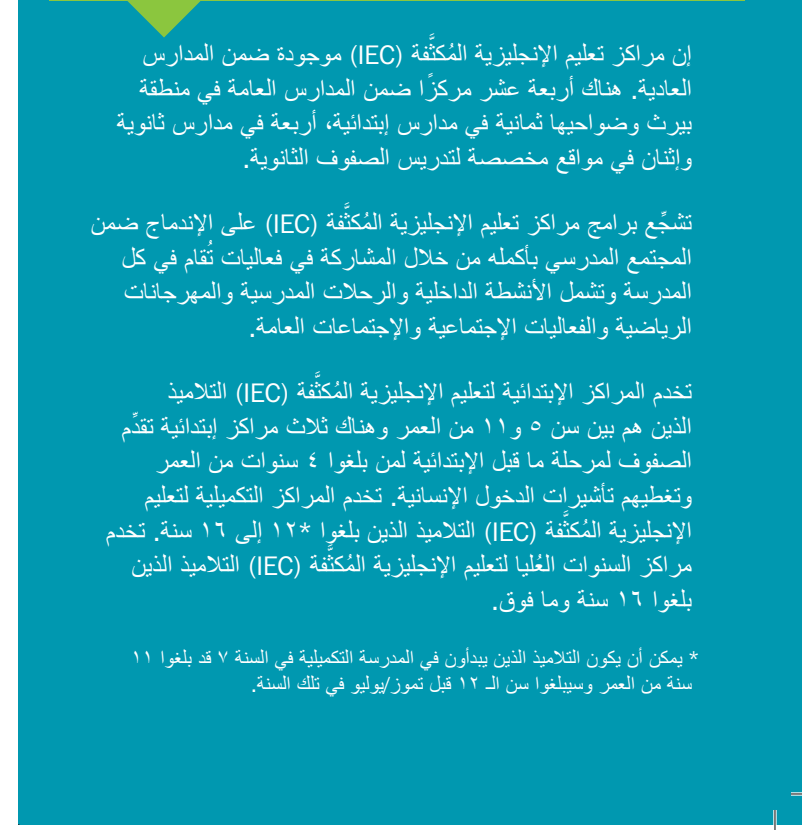 إن مراكز تعليم الإنجليزية المُكثَّفة (IEC) موجودة ضمن المدارس
العادية. هناك أربعة عشر مركزًا ضمن المدارس العامة في منطقة
بيرث وضواحيها ثمانية في مدارس إبتدائية، أربعة في مدارس ثانوية
وإثنان في مواقع مخصصة لتدريس الصفوف الثانوية.
تشجِّع برامج مراكز تعليم الإنجليزية المُكثَّفة (IEC) على الإندماج ضمن
المجتمع المدرسي بأكمله من خلال المشاركة في فعاليات تُقام في كل
المدرسة وتشمل الأنشطة الداخلية والرحلات المدرسية والمهرجانات
الرياضية والفعاليات الإجتماعية والإجتماعات العامة.
تخدم المراكز الإبتدائية لتعليم الإنجليزية المُكثَّفة (IEC) التلاميذ
الذين هم بين سن ٥ و١١ من العمر وهناك ثلاث مراكز إبتدائية تقدِّم
الصفوف لمرحلة ما قبل الإبتدائية لمن بلغوا ٤ سنوات من العمر
وتغطيهم تأشيرات الدخول الإنسانية. تخدم المراكز التكميلية لتعليم
الإنجليزية المُكثَّفة (IEC) التلاميذ الذين بلغوا *١٢ إلى ١٦ سنة. تخدم
مراكز السنوات العُليا لتعليم الإنجليزية المُكثَّفة (IEC) التلاميذ الذين
بلغوا ١٦ سنة وما فوق.
* يمكن أن يكون التلاميذ الذين يبدأون في المدرسة التكميلية في السنة ٧ قد بلغوا ١١
سنة من العمر وسيبلغوا سن الـ ١٢ قبل تموز/يوليو في تلك السنة.